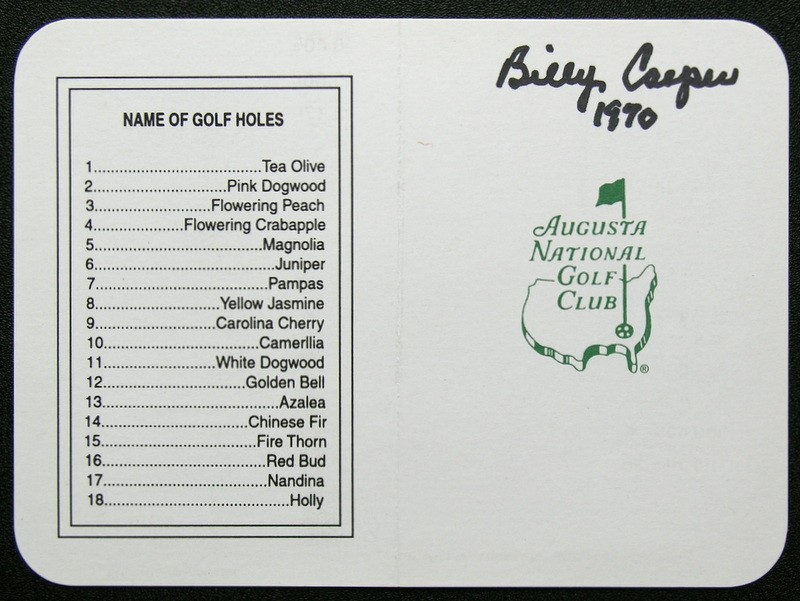 NAME OF GOLF HOLES
1..........................................Tea Olive
2.................................Pink Dogwood
3.............................Flowering Peach
4......................Flowering Crabapple
5..........................................Magnolia
6.............................................Juniper
7...........................................Pampas
8...............................Yellow Jasmine
9..............................Carolina Cherry
10.......................................Camerllia
11............................White Dogwood
12...................................Golden Bell
13............................................Azalea
14....................................Chinese Fir
15.......................................Fire Thorn
16.........................................Red Bud
17.........................................Nandina
18...............................................Holly
Billy Casper
1970
AUGUSTA
NATIONAL
GOLF
CLUB
®